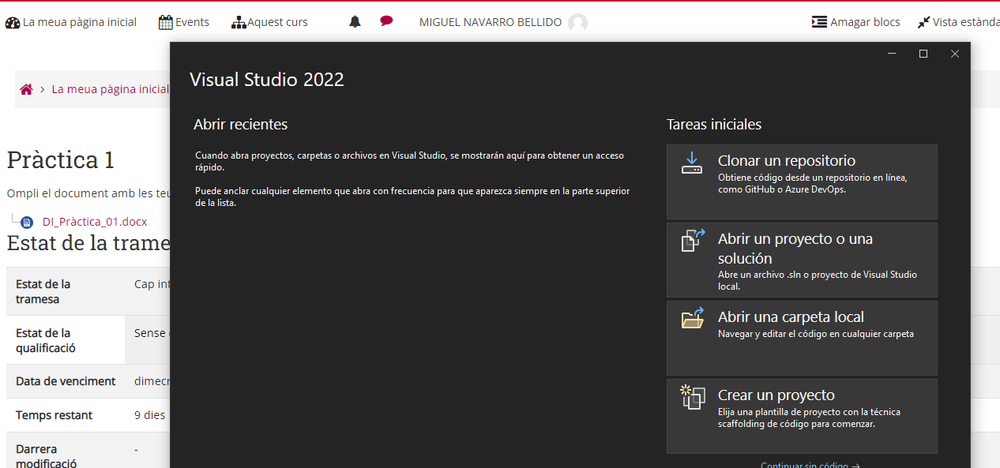 La meua pàgina inicial
Events
Aquest curs
MIGUEL NAVARRO BELLIDO
Amagar blocs
Vista estànda
La meua pàgina inicial
Pràctica 1
Ompli el document amb les teu
DI_Pràctica_01.docx
Estat de la trame
Estat de la
tramesa
Cap int
Estat de la
qualificació
Sense
Data de venciment
dimecr
Temps restant
9 dies
Darrera
modificació
-
Visual Studio 2022
Abrir recientes
Cuando abra proyectos, carpetas o archivos en Visual Studio, se mostrarán aquí para obtener un acceso
rápido.
Puede anclar cualquier elemento que abra con frecuencia para que aparezca siempre en la parte superior
de la lista.
Tareas iniciales
Clonar un repositorio
Obtiene código desde un repositorio en línea,
como GitHub o Azure DevOps.
Abrir un proyecto o una
solución
Abre un archivo .sln o proyecto de Visual Studio
local.
Abrir una carpeta local
Navegar y editar el código en cualquier carpeta
Crear un proyecto
Elija una plantilla de proyecto con la técnica
scaffolding de código para comenzar.
Continuar sin código →